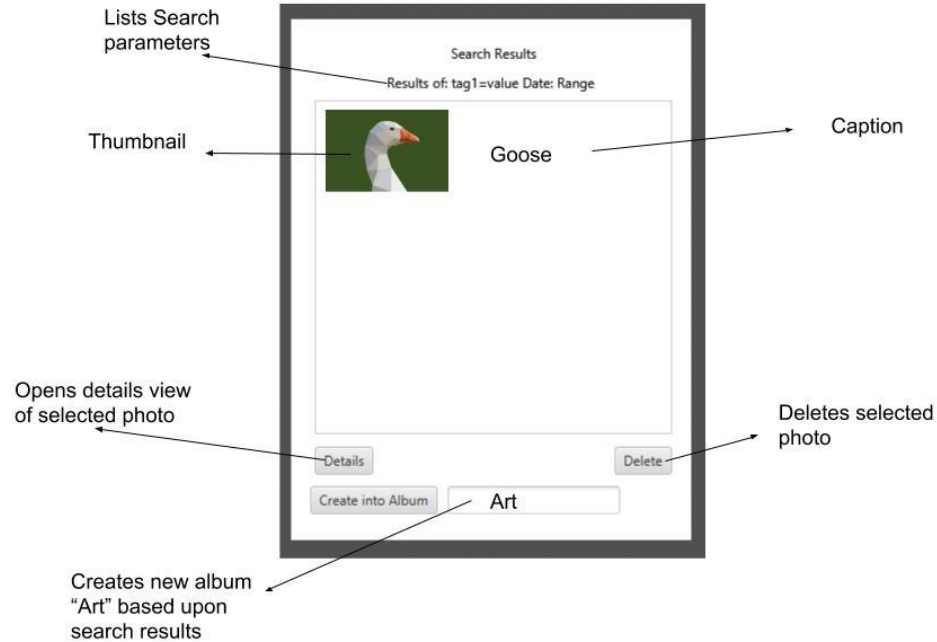 Lists Search
parameters
Search Results
Results of: tag1=value Date: Range
Thumbnail
Goose
Caption
Opens details view
of selected photo
Deletes selected
photo
Details
Delete
Create into Album
Art
Creates new album
“Art” based upon
search results